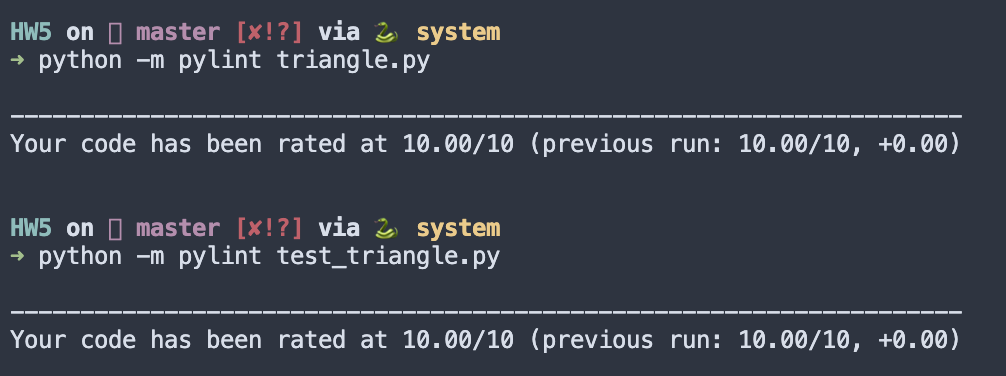 HW5 on  master [✘!?] via 🐍 system
➜ python -m pylint triangle.py
--------------------------------------------------------------------
Your code has been rated at 10.00/10 (previous run: 10.00/10, +0.00)
HW5 on  master [✘!?] via 🐍 system
➜ python -m pylint test_triangle.py
--------------------------------------------------------------------
Your code has been rated at 10.00/10 (previous run: 10.00/10, +0.00)